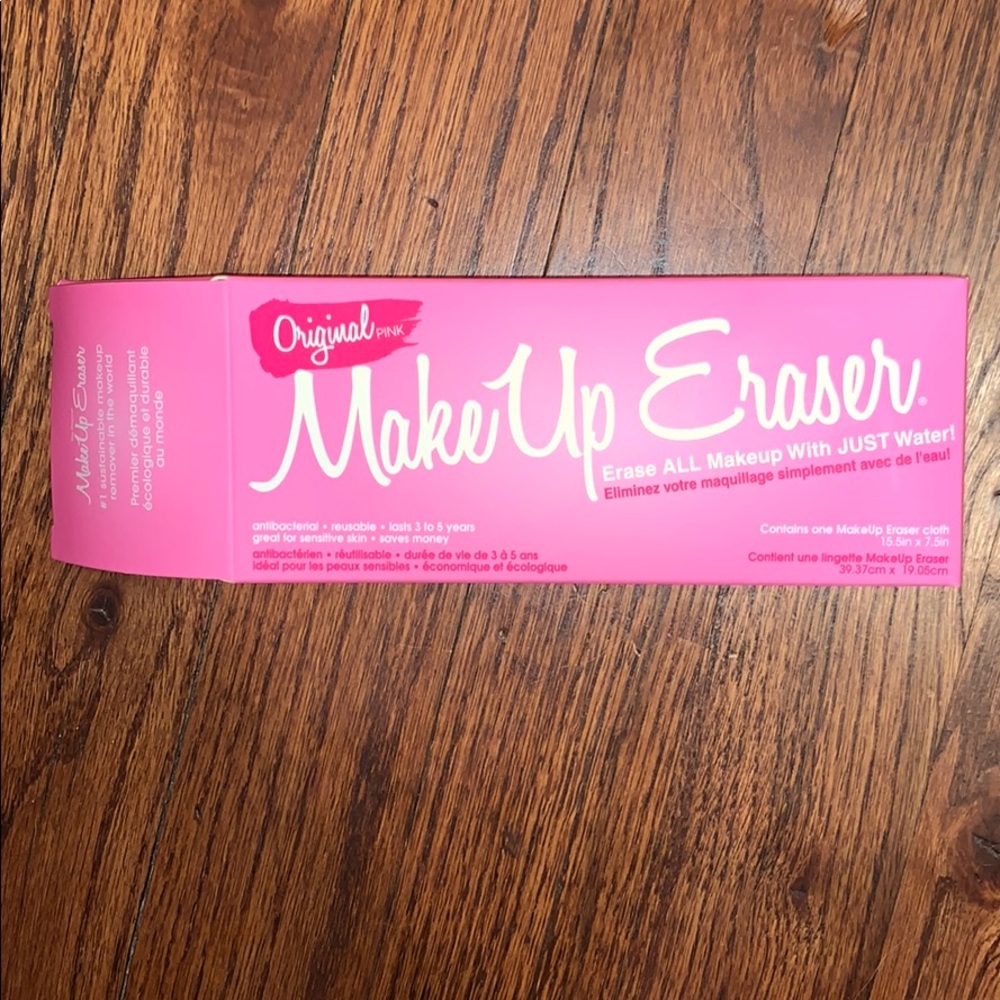 MakeUp Eraser
#1 sustainable makeup
remover in the world
Premier démaquillant
écologique et durable
au monde
Original PINK
MakeUp Eraser®
Erase ALL Makeup With JUST Water!
Eliminez votre maquillage simplement avec de l'eau!
antibacterial • reusable • lasts 3 to 5 years
great for sensitive skin • saves money
antibactérien • réutilisable • durée de vie de 3 à 5 ans
idéal pour les peaux sensibles • économique et écologique
Contains one MakeUp Eraser cloth
15.5in x 7.5in
Contient une lingette MakeUp Eraser
39.37cm x 19.05cm